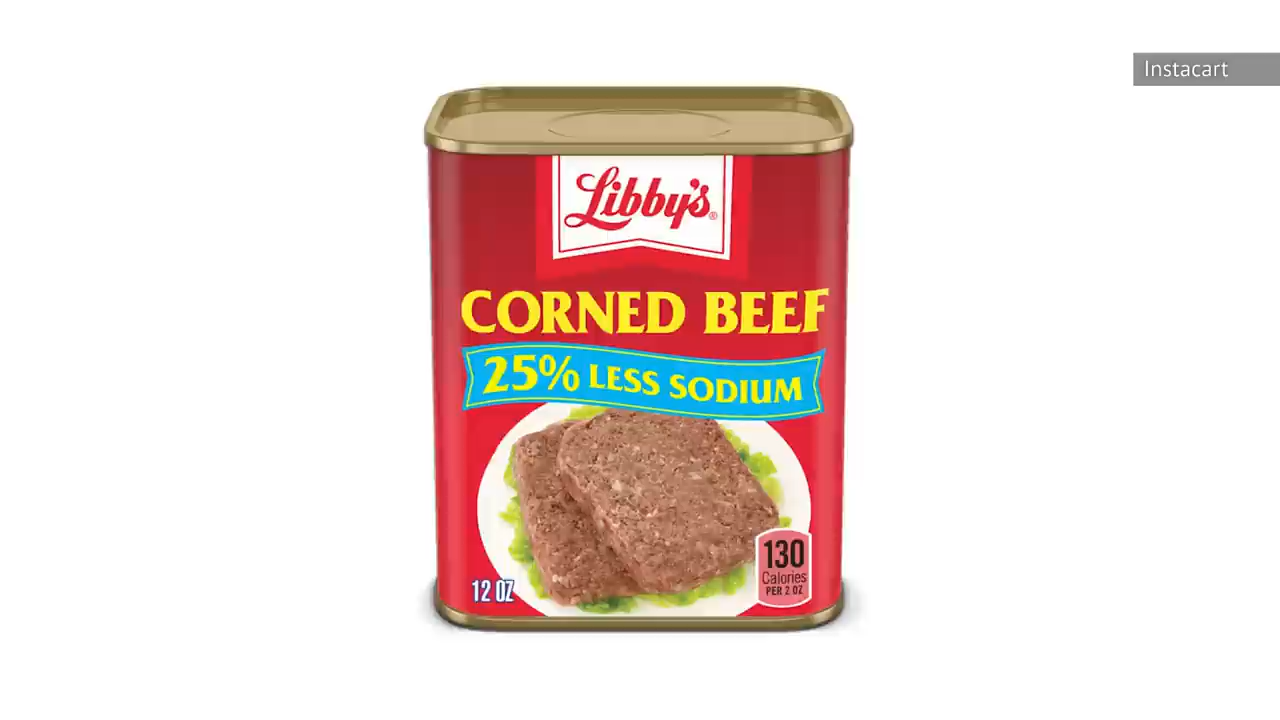 Instacart
Libby's®
CORNED BEEF
25% LESS SODIUM
12 OZ
130
Calories
PER 2 OZ